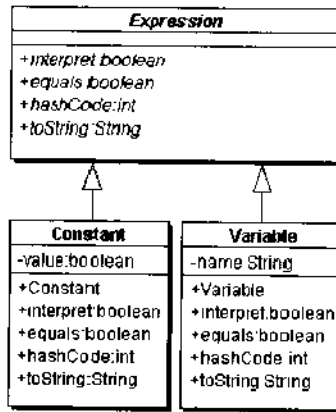 Expression
+interpret:boolean
+equals:boolean
+hashCode:int
+toString:String
Constant
-value:boolean
+Constant
+interpret:boolean
+equals:boolean
+hashCode:int
+toString:String
Variable
-name String
+Variable
+interpret.boolean
+equals:boolean
+hashCode int
+toString String